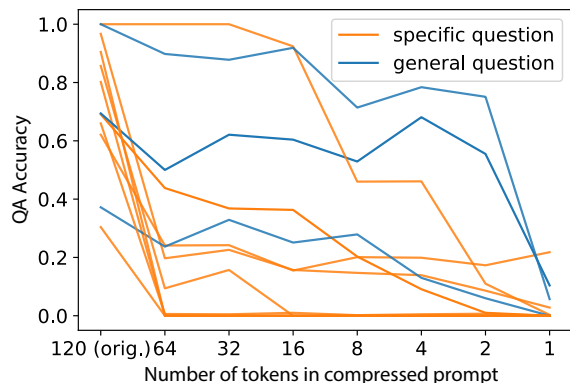 1.0
0.8
0.6
0.4
0.2
0.0
QA Accuracy
specific question
general question
120 (orig.) 64 32 16 8 4 2 1
Number of tokens in compressed prompt